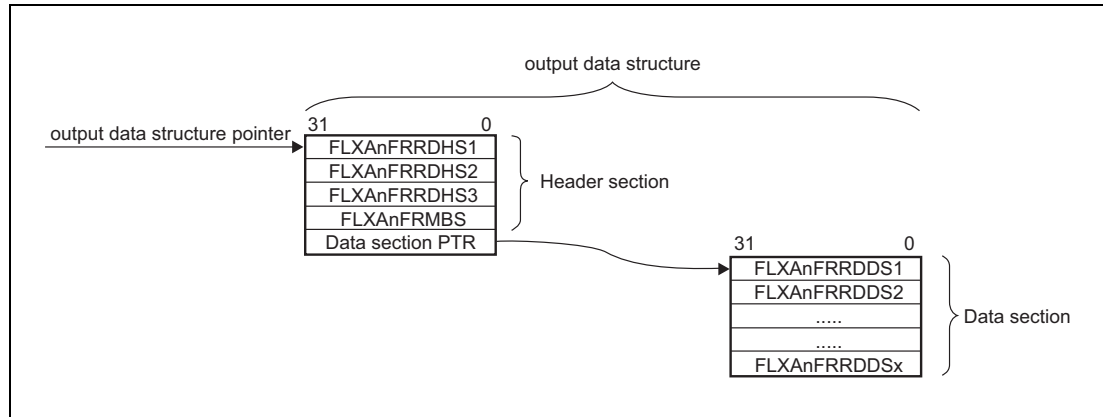 output data structure
output data structure pointer
31 0
FLXAnFRRDHS1
FLXAnFRRDHS2
FLXAnFRRDHS3
FLXAnFRMBS
Data section PTR
Header section
31 0
FLXAnFRRDDS1
FLXAnFRRDDS2
.....
.....
FLXAnFRRDDSx
Data section